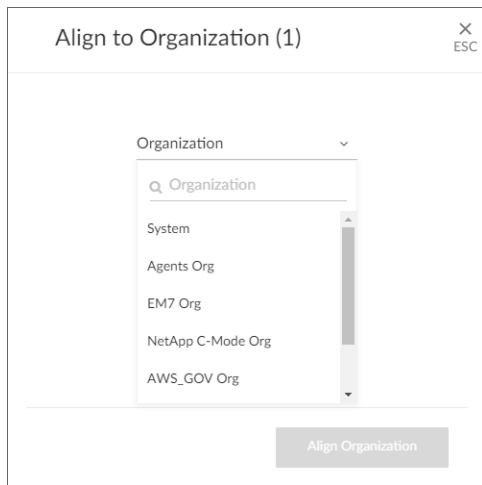 Align to Organization (1)
ESC
Organization
Organization
System
Agents Org
EM7 Org
NetApp C-Mode Org
AWS_GOV Org
Align Organization